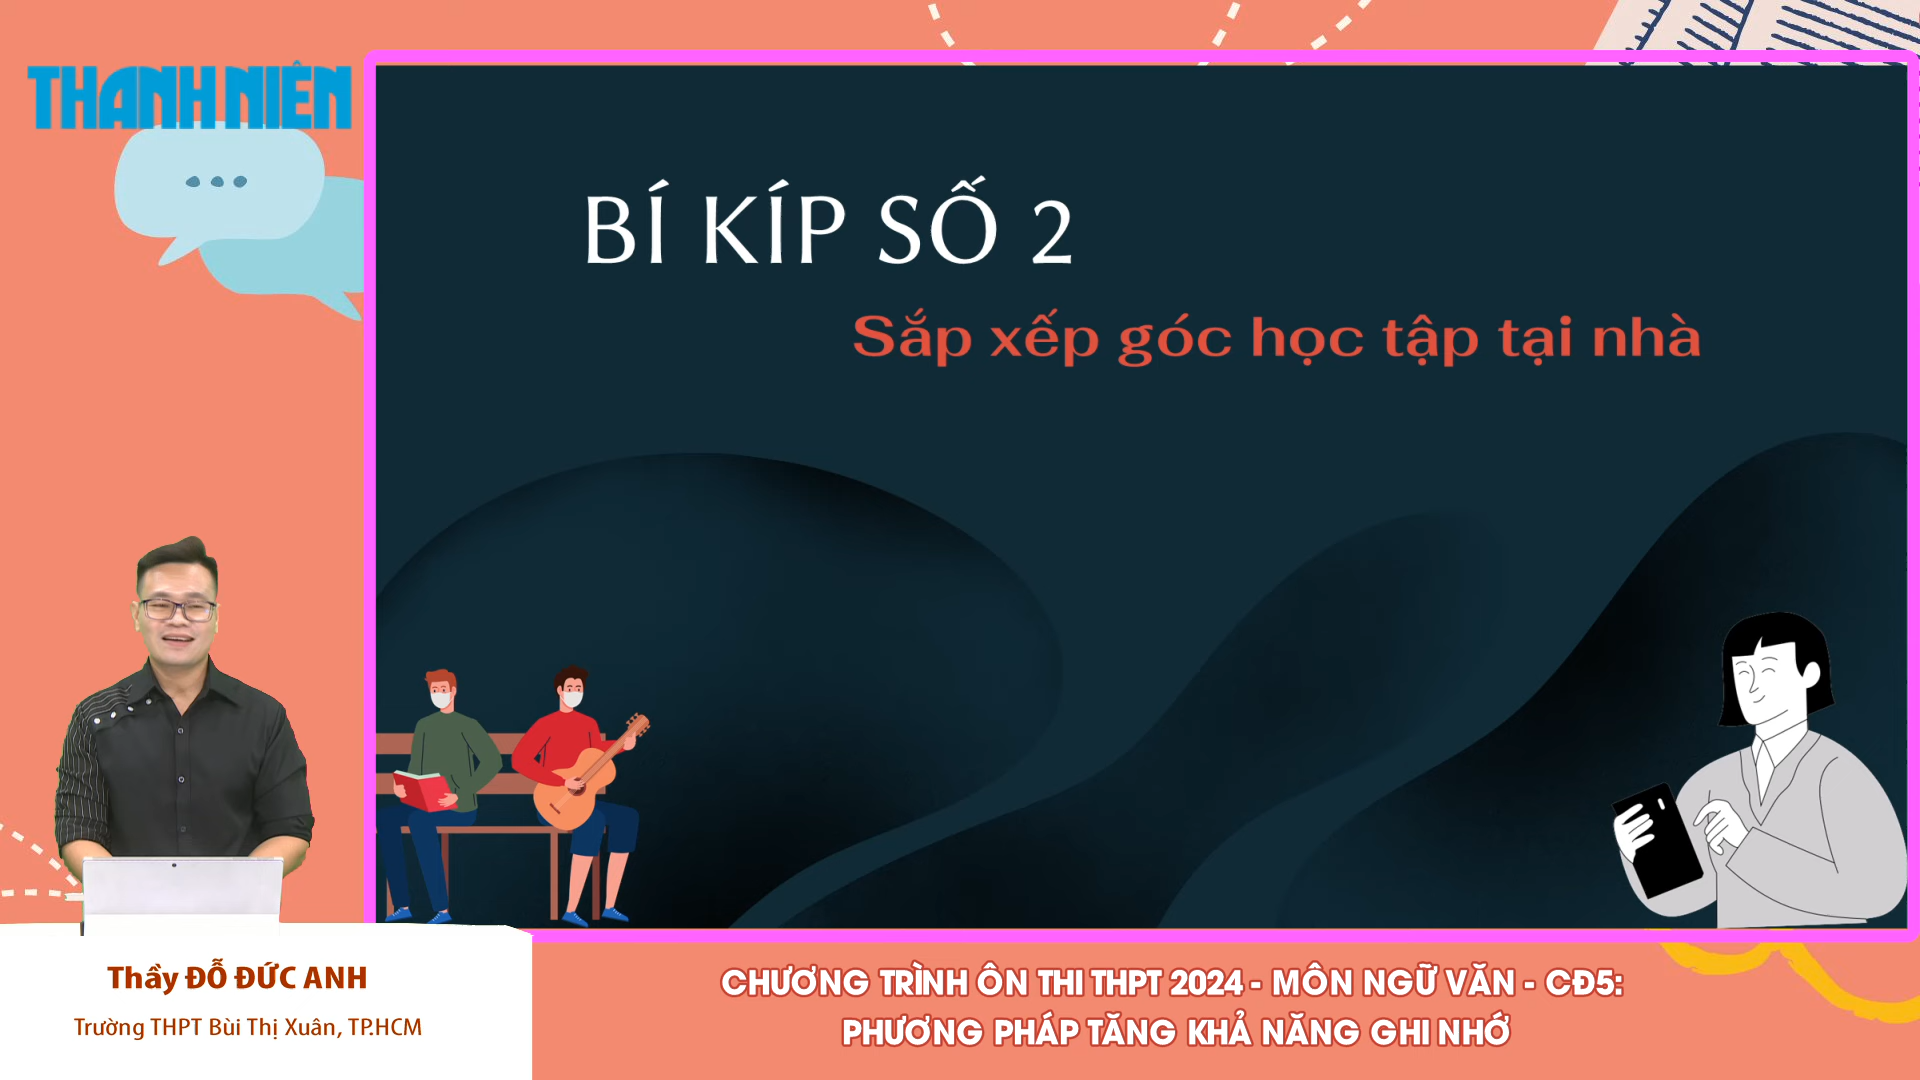 THANH NIÊN
BÍ KÍP SỐ 2
Sắp xếp góc học tập tại nhà
Thầy ĐỖ ĐỨC ANH
Trường THPT Bùi Thị Xuân, TP.HCM
CHƯƠNG TRÌNH ÔN THI THPT 2024 - MÔN NGỮ VĂN - CĐ5:
PHƯƠNG PHÁP TĂNG KHẢ NĂNG GHI NHỚ